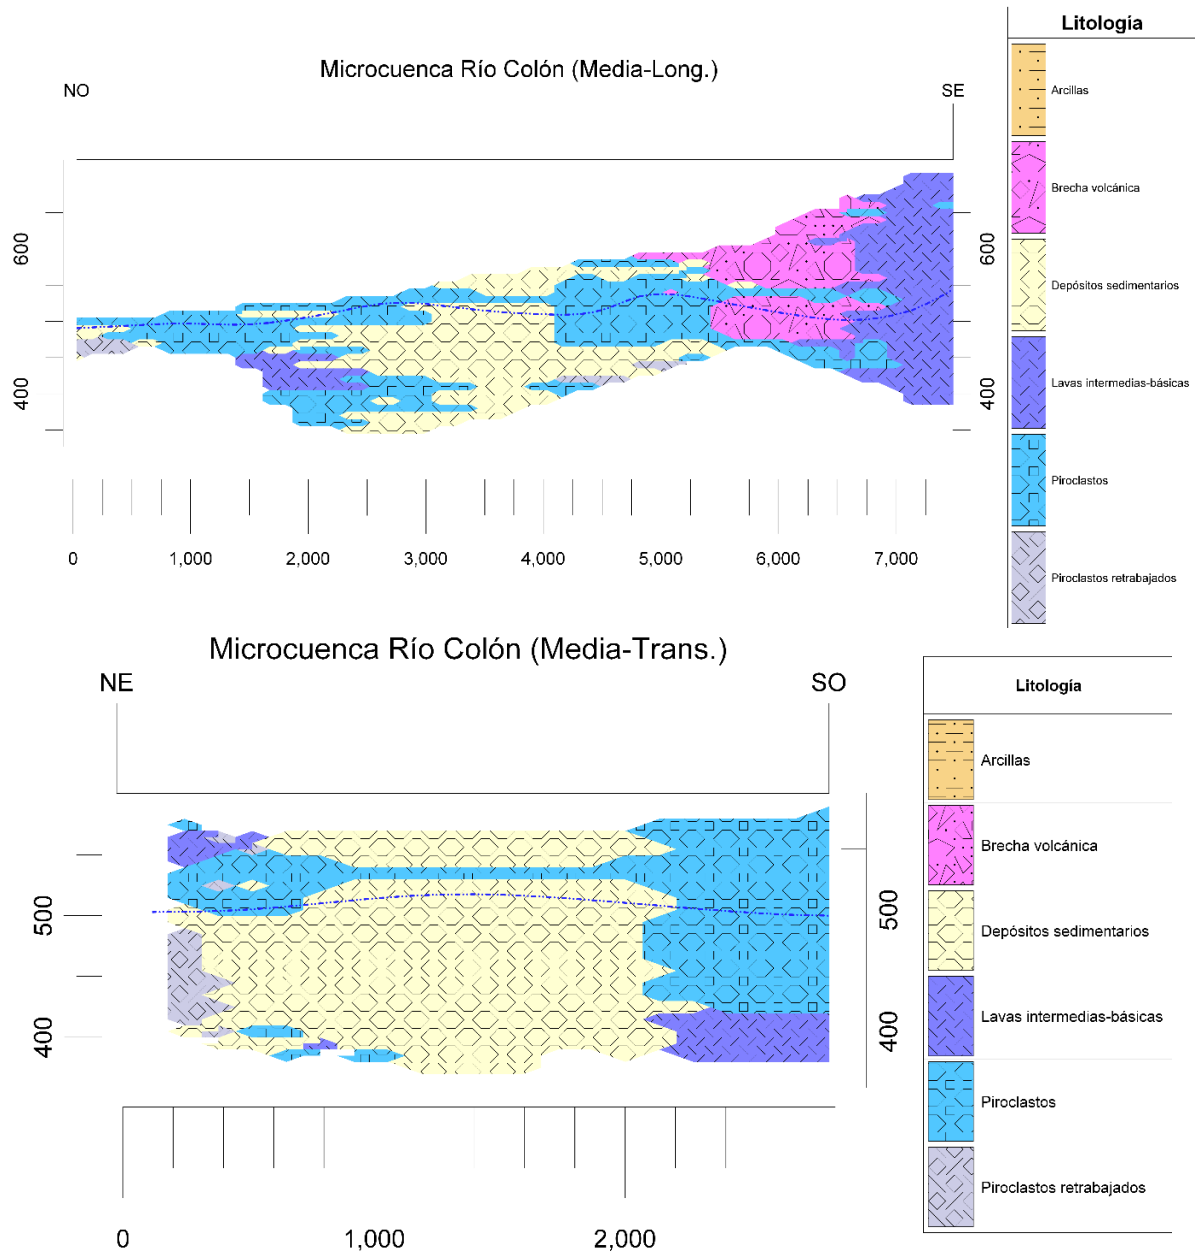 Litología
Microcuenca Río Colón (Media-Long.)
NO
SE
Arcillas
Brecha volcánica
Depósitos sedimentarios
Lavas intermedias-básicas
Piroclastos
Piroclastos retrabajados
600
400
600
400
0 1,000 2,000 3,000 4,000 5,000 6,000 7,000
Microcuenca Río Colón (Media-Trans.)
NE
SO
Litología
Arcillas
Brecha volcánica
Depósitos sedimentarios
Lavas intermedias-básicas
Piroclastos
Piroclastos retrabajados
500
400
500
400
0 1,000 2,000